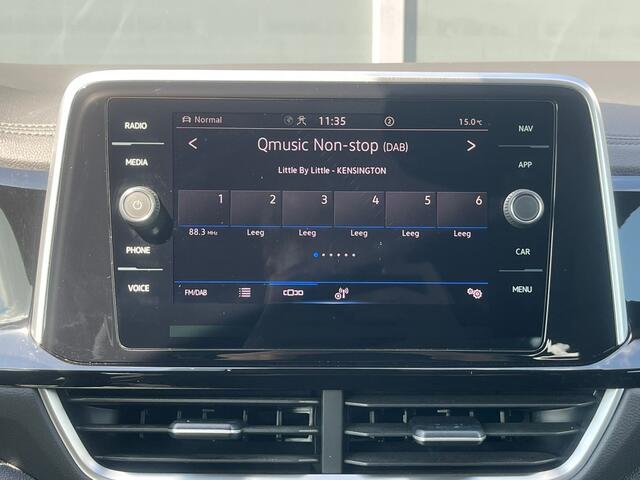 RADIO
MEDIA
PHONE
VOICE
Normal 11:35 2 15.0°C
< Qmusic Non-stop (DAB) >
Little By Little - KENSINGTON
1 2 3 4 5 6
88.3 MHz Leeg Leeg Leeg Leeg Leeg
FM/DAB
NAV
APP
CAR
MENU